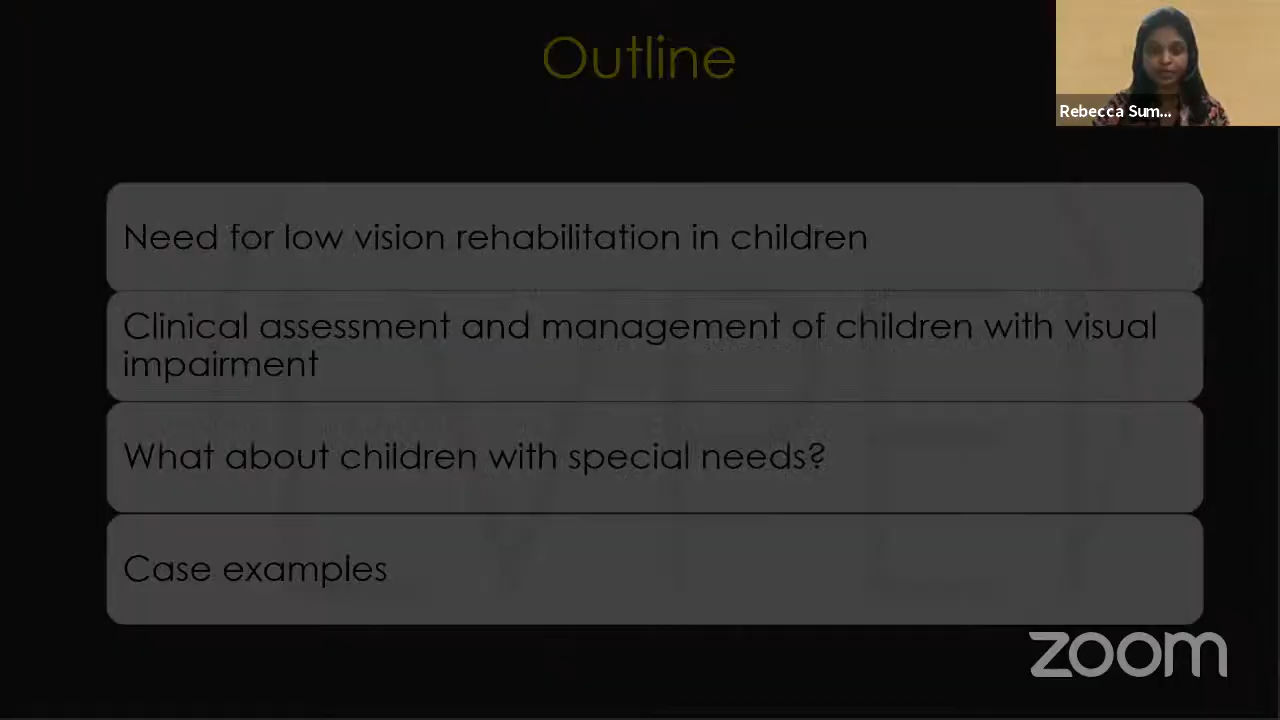 Outline
Rebecca Sum...
Need for low vision rehabilitation in children
Clinical assessment and management of children with visual
impairment
What about children with special needs?
Case examples
zoom